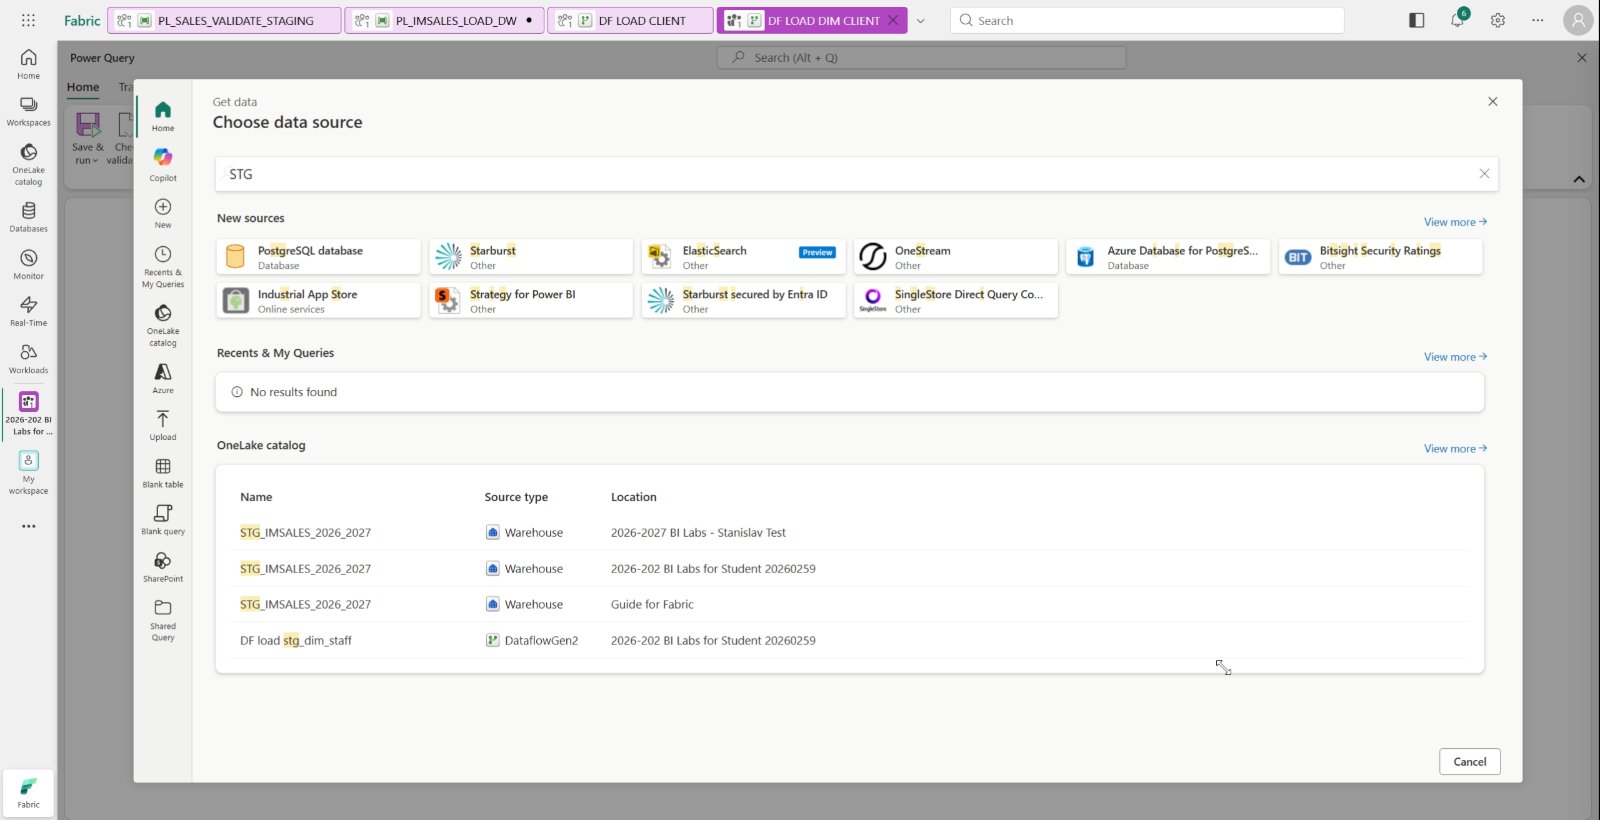 Fabric
PL_SALES_VALIDATE_STAGING
PL_IMSALES_LOAD_DW
DF LOAD CLIENT
DF LOAD DIM CLIENT
Search
6
Home
Workspaces
OneLake
catalog
Databases
Monitor
Real-Time
Workloads
2026-202 BI
Labs for ...
My
workspace
Fabric
Power Query
Search (Alt + Q)
Home
Tra
Save &
run
Che
valida
Home
Copilot
New
Recents &
My Queries
OneLake
catalog
Azure
Upload
Blank table
Blank query
SharePoint
Shared
Query
Get data
Choose data source
STG
New sources
View more
PostgreSQL database
Database
Starburst
Other
ElasticSearch
Other
Preview
OneStream
Other
Azure Database for PostgreS...
Database
BIT
Bitsight Security Ratings
Other
Industrial App Store
Online services
Strategy for Power BI
Other
Starburst secured by Entra ID
Other
SingleStore
SingleStore Direct Query Co...
Other
Recents & My Queries
View more
No results found
OneLake catalog
View more
Name Source type Location
STG_IMSALES_2026_2027 Warehouse 2026-2027 BI Labs - Stanislav Test
STG_IMSALES_2026_2027 Warehouse 2026-202 BI Labs for Student 20260259
STG_IMSALES_2026_2027 Warehouse Guide for Fabric
DF load stg_dim_staff DataflowGen2 2026-202 BI Labs for Student 20260259
Cancel